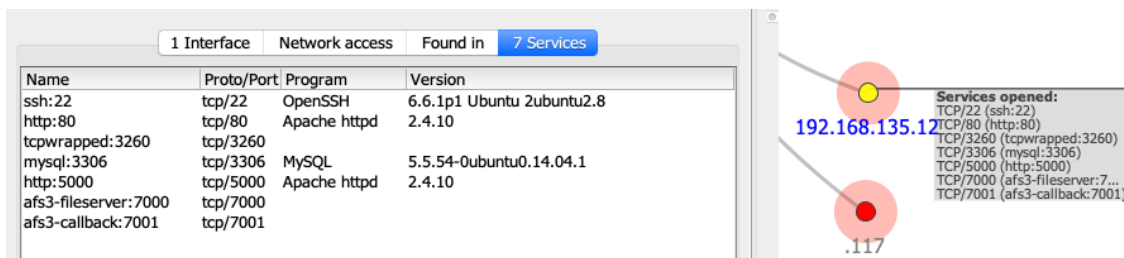 1 Interface Network access Found in 7 Services
Name Proto/Port Program Version
ssh:22 tcp/22 OpenSSH 6.6.1p1 Ubuntu 2ubuntu2.8
http:80 tcp/80 Apache httpd 2.4.10
tcpwrapped:3260 tcp/3260
mysql:3306 tcp/3306 MySQL 5.5.54-0ubuntu0.14.04.1
http:5000 tcp/5000 Apache httpd 2.4.10
afs3-fileserver:7000 tcp/7000
afs3-callback:7001 tcp/7001
192.168.135.12
Services opened:
TCP/22 (ssh:22)
TCP/80 (http:80)
TCP/3260 (tcpwrapped:3260)
TCP/3306 (mysql:3306)
TCP/5000 (http:5000)
TCP/7000 (afs3-fileserver:7...
TCP/7001 (afs3-callback:7001)
.117